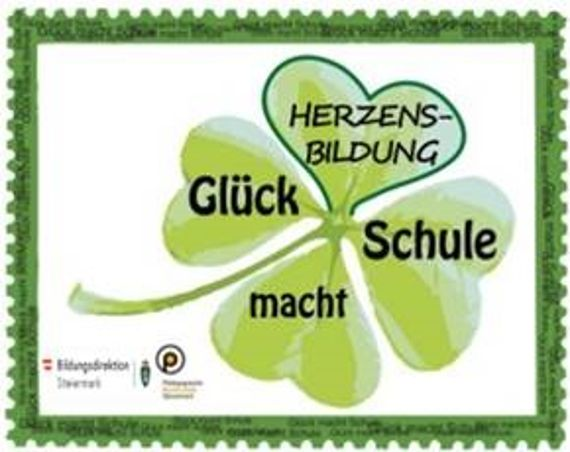 HERZENS-
BILDUNG
Glück
Schule
macht
Bildungsdirektion
Steiermark